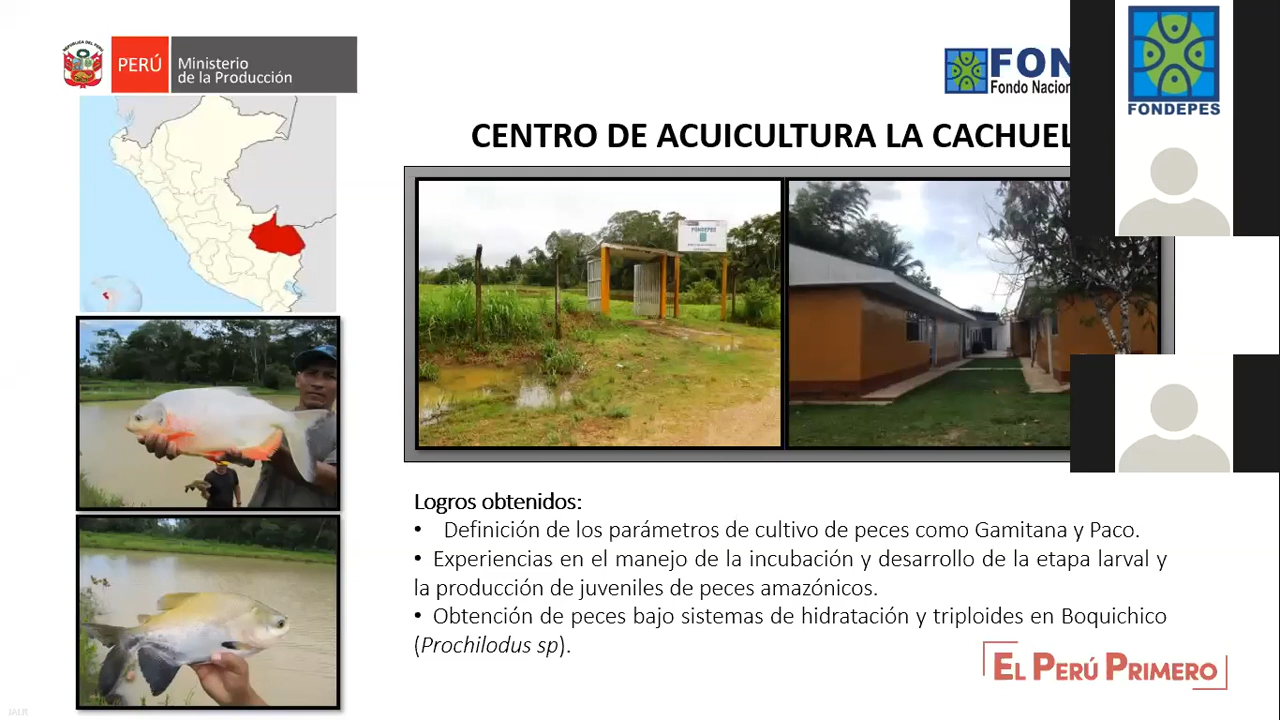 PERÚ
Ministerio
de la Producción
FON
Fondo Nacion
FONDEPES
CENTRO DE ACUICULTURA LA CACHUEL
FONDEPES
Logros obtenidos:
• Definición de los parámetros de cultivo de peces como Gamitana y Paco.
• Experiencias en el manejo de la incubación y desarrollo de la etapa larval y
la producción de juveniles de peces amazónicos.
• Obtención de peces bajo sistemas de hidratación y triploides en Boquichico
(Prochilodus sp).
EL PERÚ PRIMERO
JALR